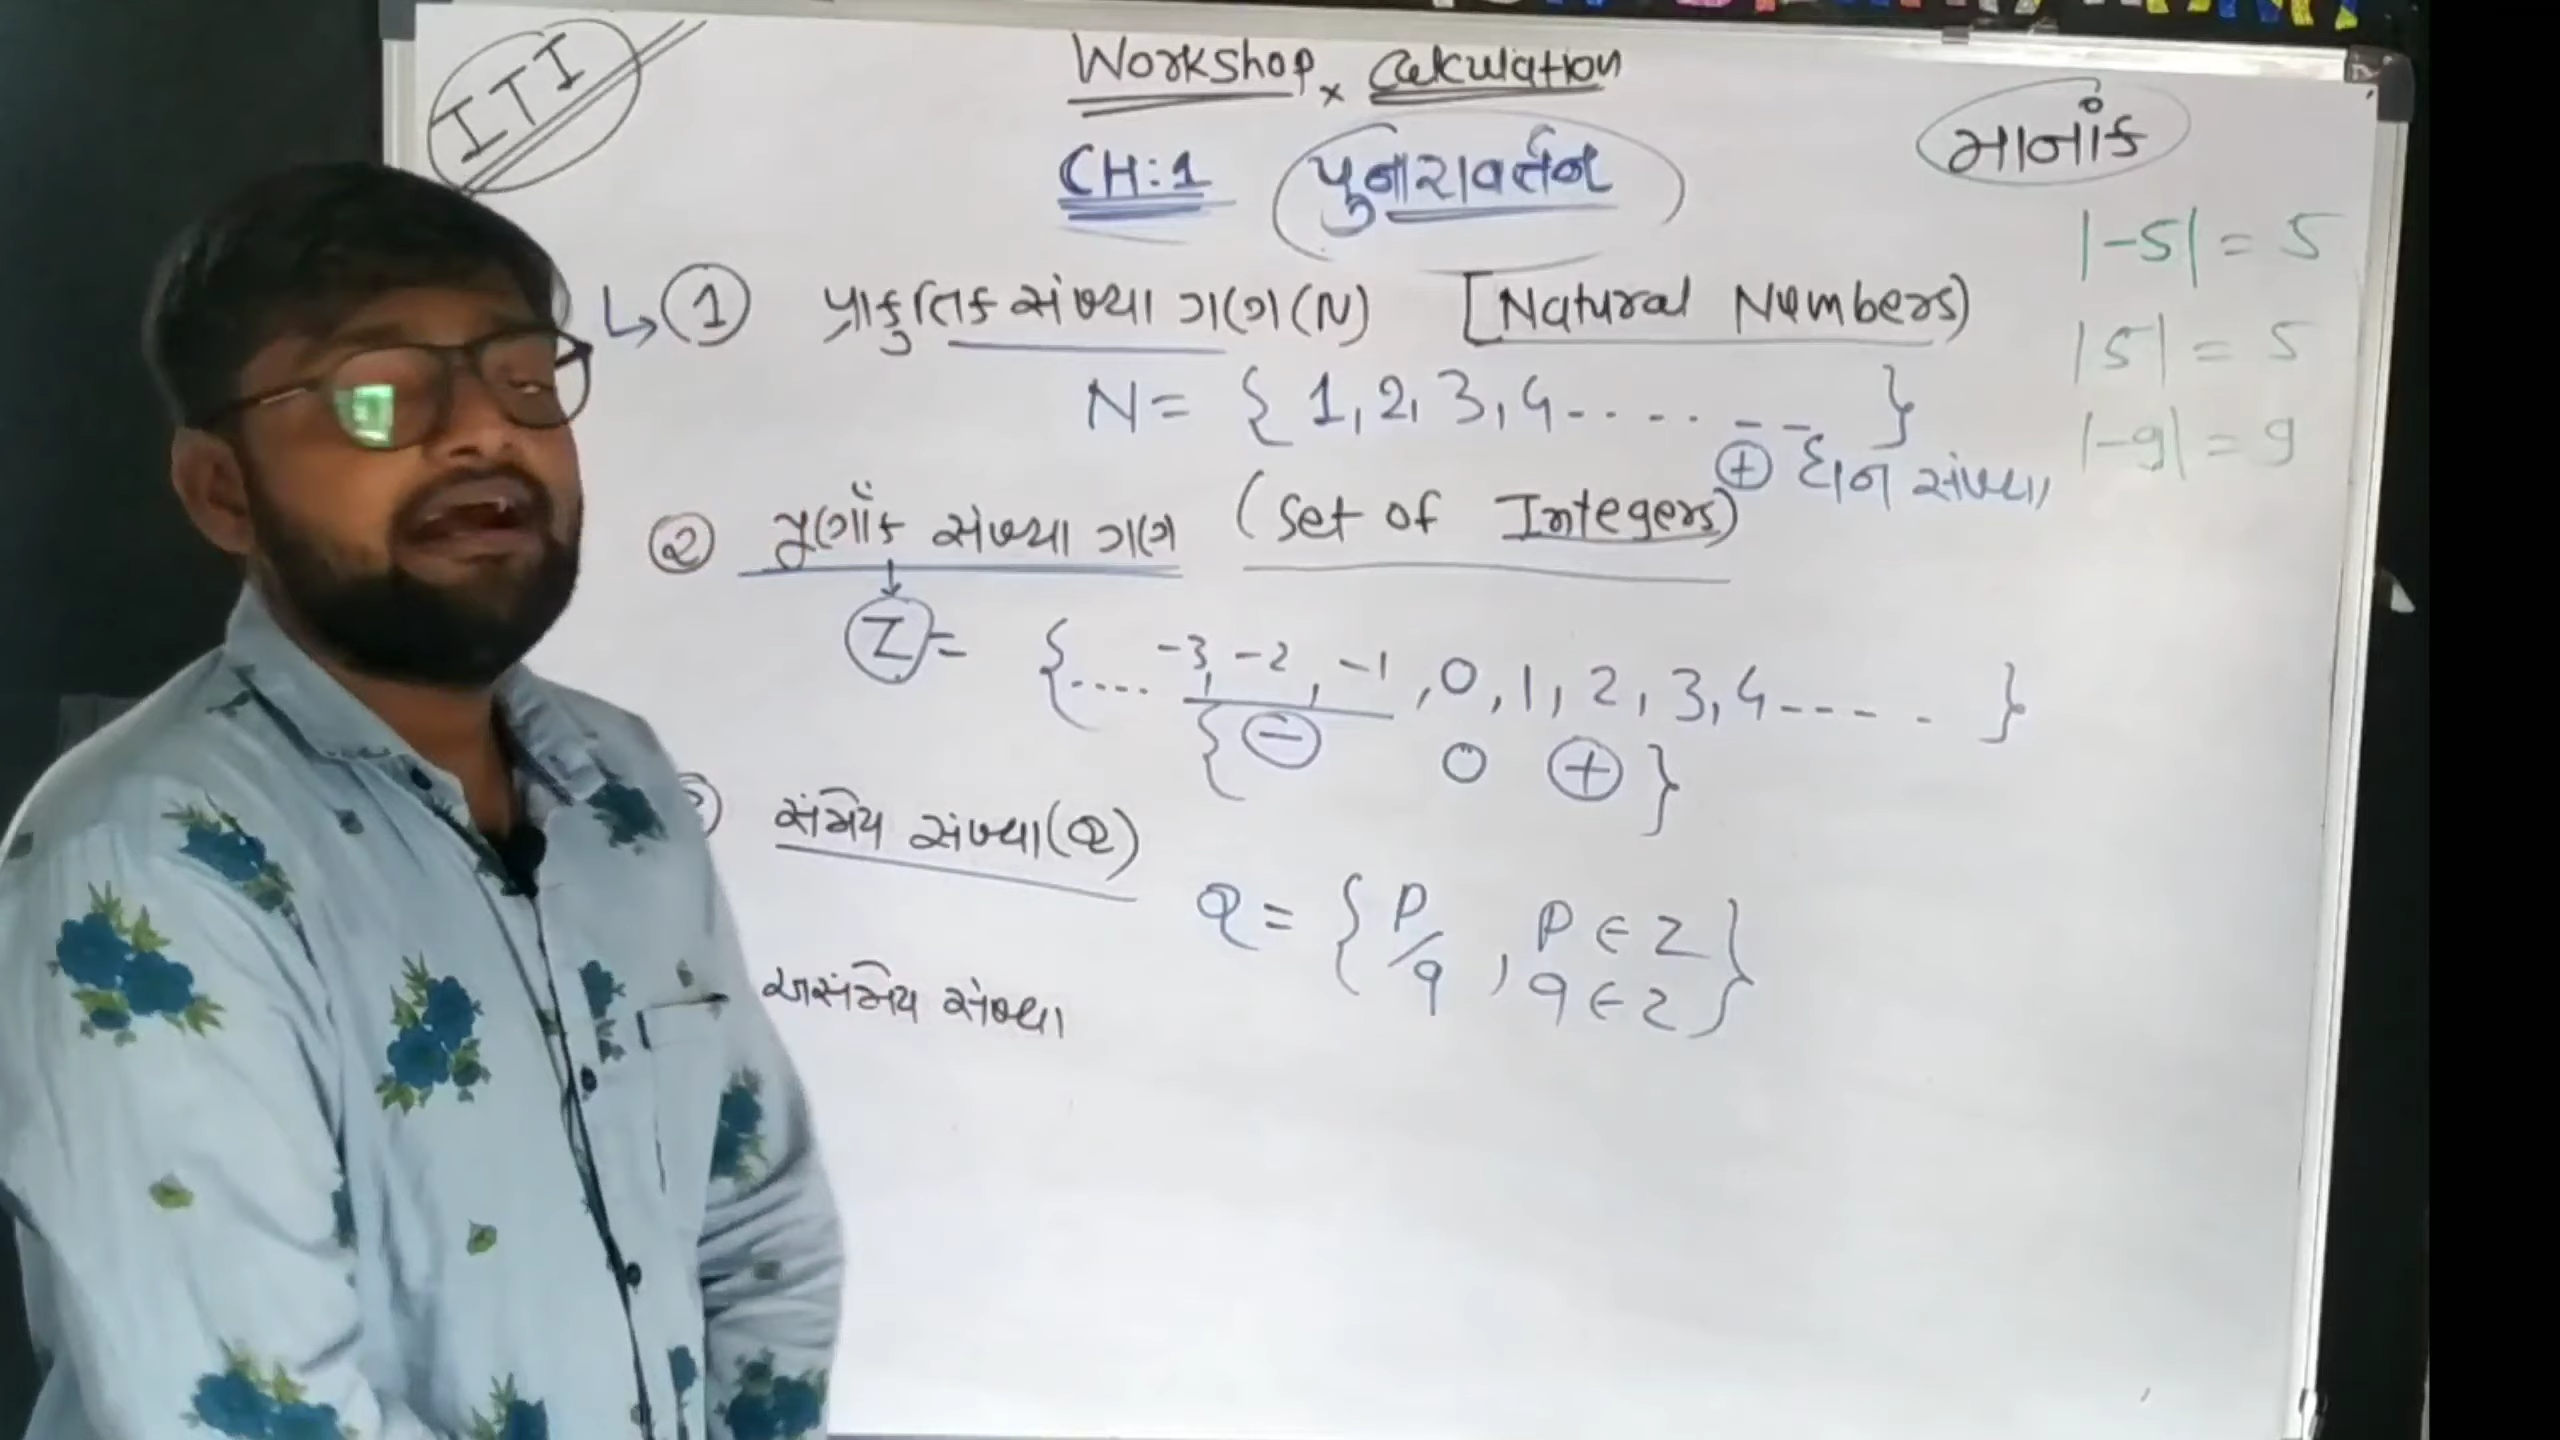 ITI
Workshop × Calculation
CH:1 પુનરાવર્તન
માનાંક
|-5| = 5
|5| = 5
|-9| = 9
① પ્રાકૃતિક સંખ્યા ગણ (N) [Natural Numbers)
N = { 1, 2, 3, 4 - - - - - - - }
⊕ ધન સંખ્યા
② પૂર્ણાંક સંખ્યા ગણ (Set of Integers)
Z = { .... -3, -2, -1, 0, 1, 2, 3, 4 ---- - }
{ ⊖ 0 ⊕ }
સંમેય સંખ્યા (Q)
Q = { P/q , P ∈ Z
q ∈ Z }
અસંમેય સંખ્યા